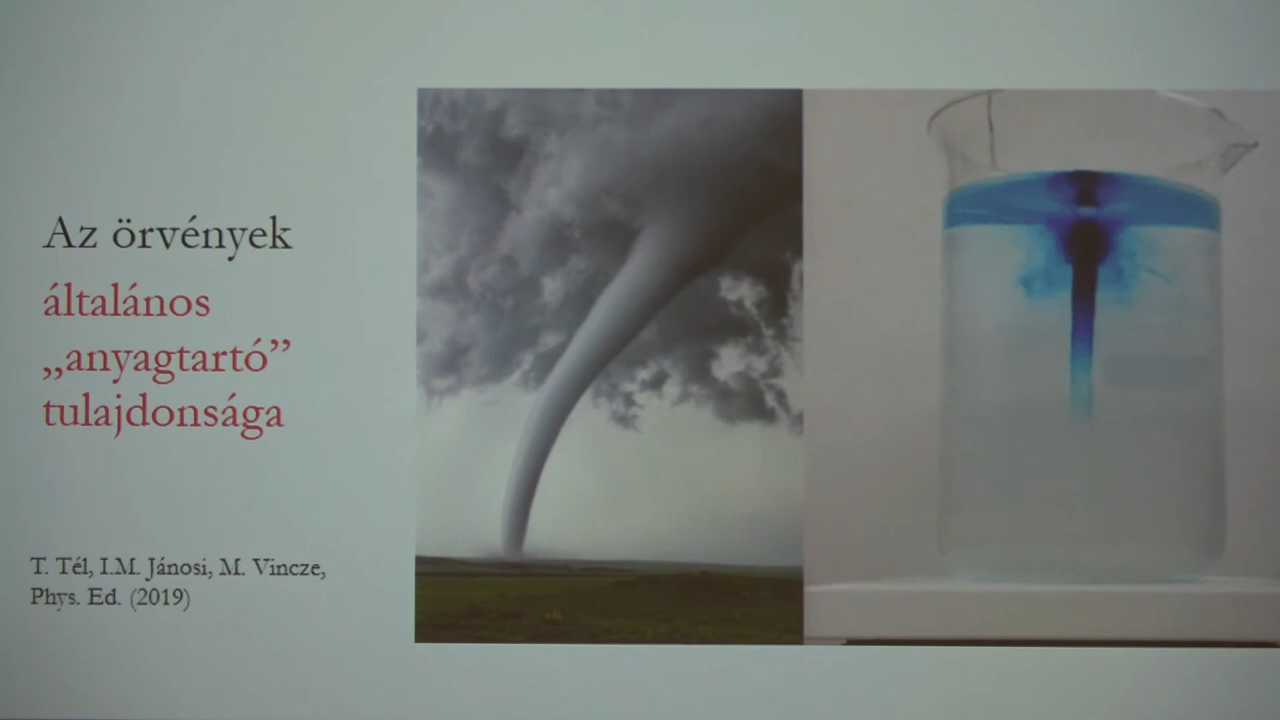 Az örvények
általános
„anyagtartó”
tulajdonsága
T. Tél, I.M. Jánosi, M. Vincze,
Phys. Ed. (2019)